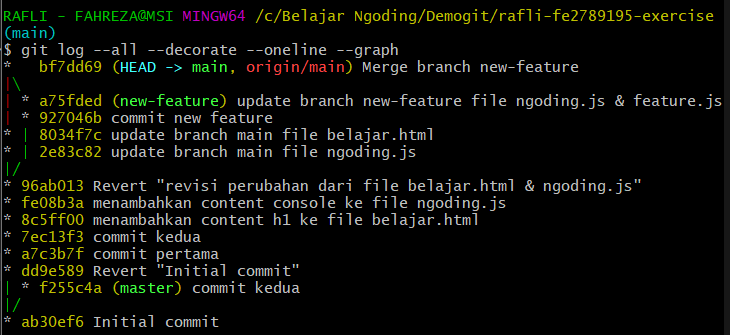 RAFLI - FAHREZA@MSI MINGW64 /c/Belajar Ngoding/Demogit/rafli-fe2789195-exercise
(main)
$ git log --all --decorate --oneline --graph
*   bf7dd69 (HEAD -> main, origin/main) Merge branch new-feature
|\
| * a75fded (new-feature) update branch new-feature file ngoding.js & feature.js
| * 927046b commit new feature
* | 8034f7c update branch main file belajar.html
* | 2e83c82 update branch main file ngoding.js
|/
* 96ab013 Revert "revisi perubahan dari file belajar.html & ngoding.js"
* fe08b3a menambahkan content console ke file ngoding.js
* 8c5ff00 menambahkan content h1 ke file belajar.html
* 7ec13f3 commit kedua
* a7c3b7f commit pertama
* dd9e589 Revert "Initial commit"
| * f255c4a (master) commit kedua
|/
* ab30ef6 Initial commit